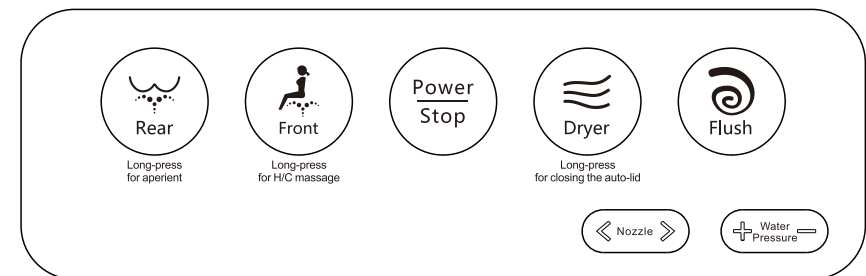 Rear
Long-press
for aperient
Front
Long-press
for H/C massage
Power
Stop
Dryer
Long-press
for closing the auto-lid
Flush
Nozzle
Water
Pressure